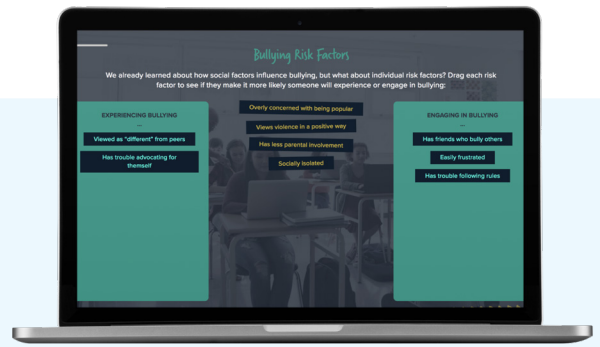 Bullying Risk Factors
We already learned about how social factors influence bullying, but what about individual risk factors? Drag each risk
factor to see if they make it more likely someone will experience or engage in bullying:
EXPERIENCING BULLYING
...
Viewed as "different" from peers
Has trouble advocating for
themself
Overly concerned with being popular
Views violence in a positive way
Has less parental involvement
Socially isolated
ENGAGING IN BULLYING
...
Has friends who bully others
Easily frustrated
Has trouble following rules